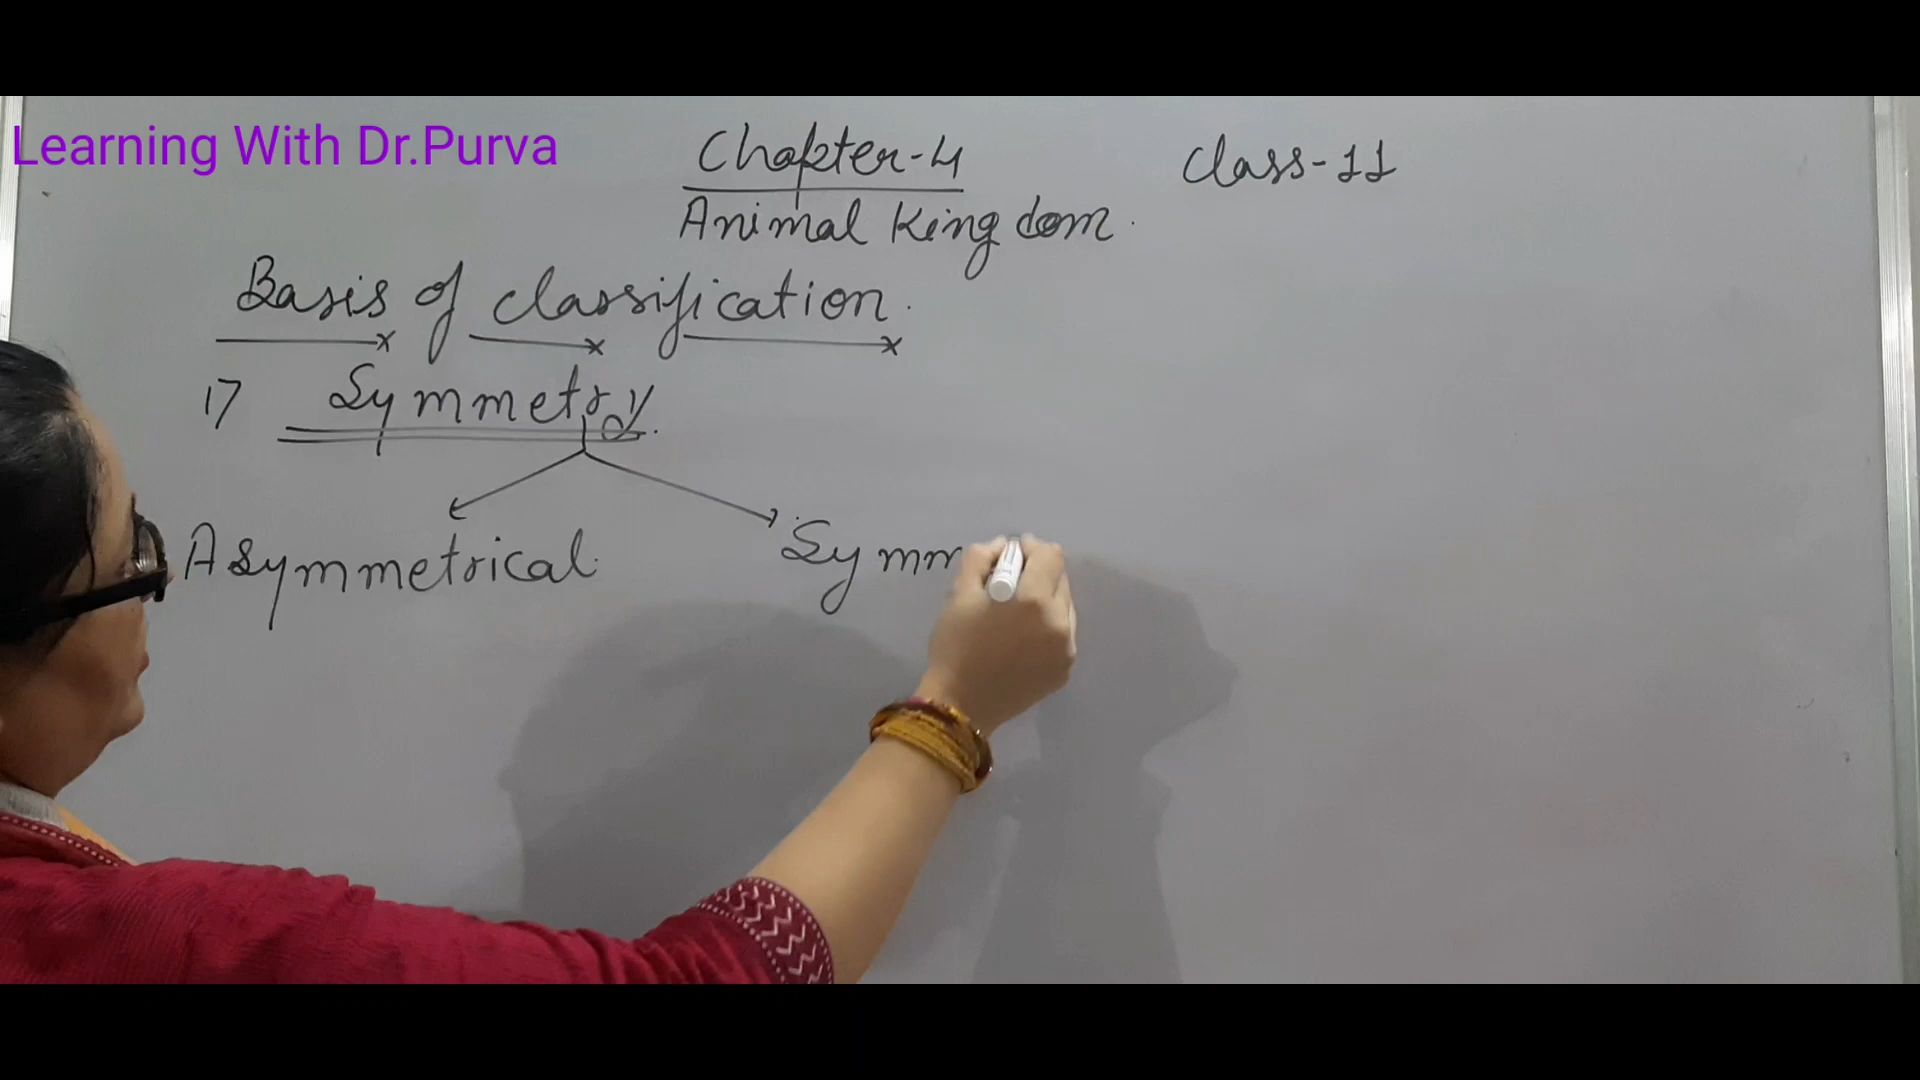 Learning With Dr.Purva
Chapter-4
Class-11
Animal Kingdom.
Basis of classification.
1) Symmetry.
Asymmetrical.
Symm